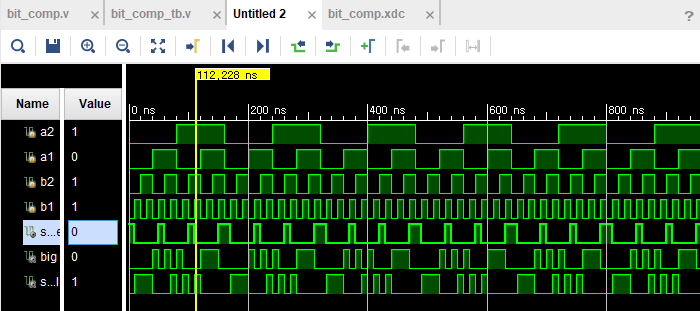 bit_comp.v × bit_comp_tb.v × Untitled 2 × bit_comp.xdc × ?
112,228 ns
Name Value 0 ns 200 ns 400 ns 600 ns 800 ns
a2 1
a1 0
b2 1
b1 1
s...e 0
big 0
s...l 1